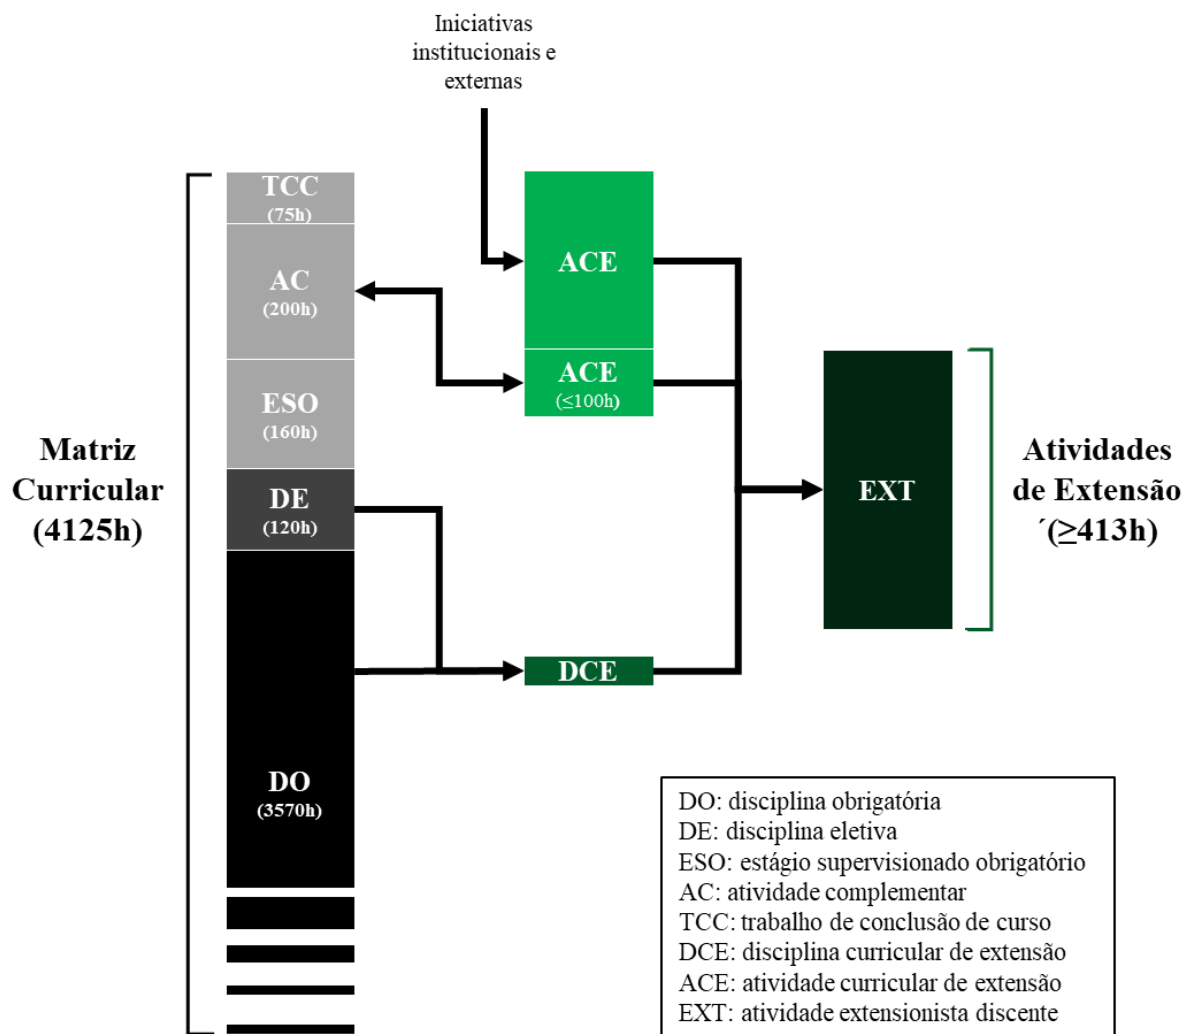 Iniciativas
institucionais e
externas
TCC
(75h)
AC
(200h)
ESO
(160h)
DE
(120h)
DO
(3570h)
Matriz
Curricular
(4125h)
ACE
ACE
(≤100h)
DCE
EXT
Atividades
de Extensão
´(≥413h)
DO: disciplina obrigatória
DE: disciplina eletiva
ESO: estágio supervisionado obrigatório
AC: atividade complementar
TCC: trabalho de conclusão de curso
DCE: disciplina curricular de extensão
ACE: atividade curricular de extensão
EXT: atividade extensionista discente